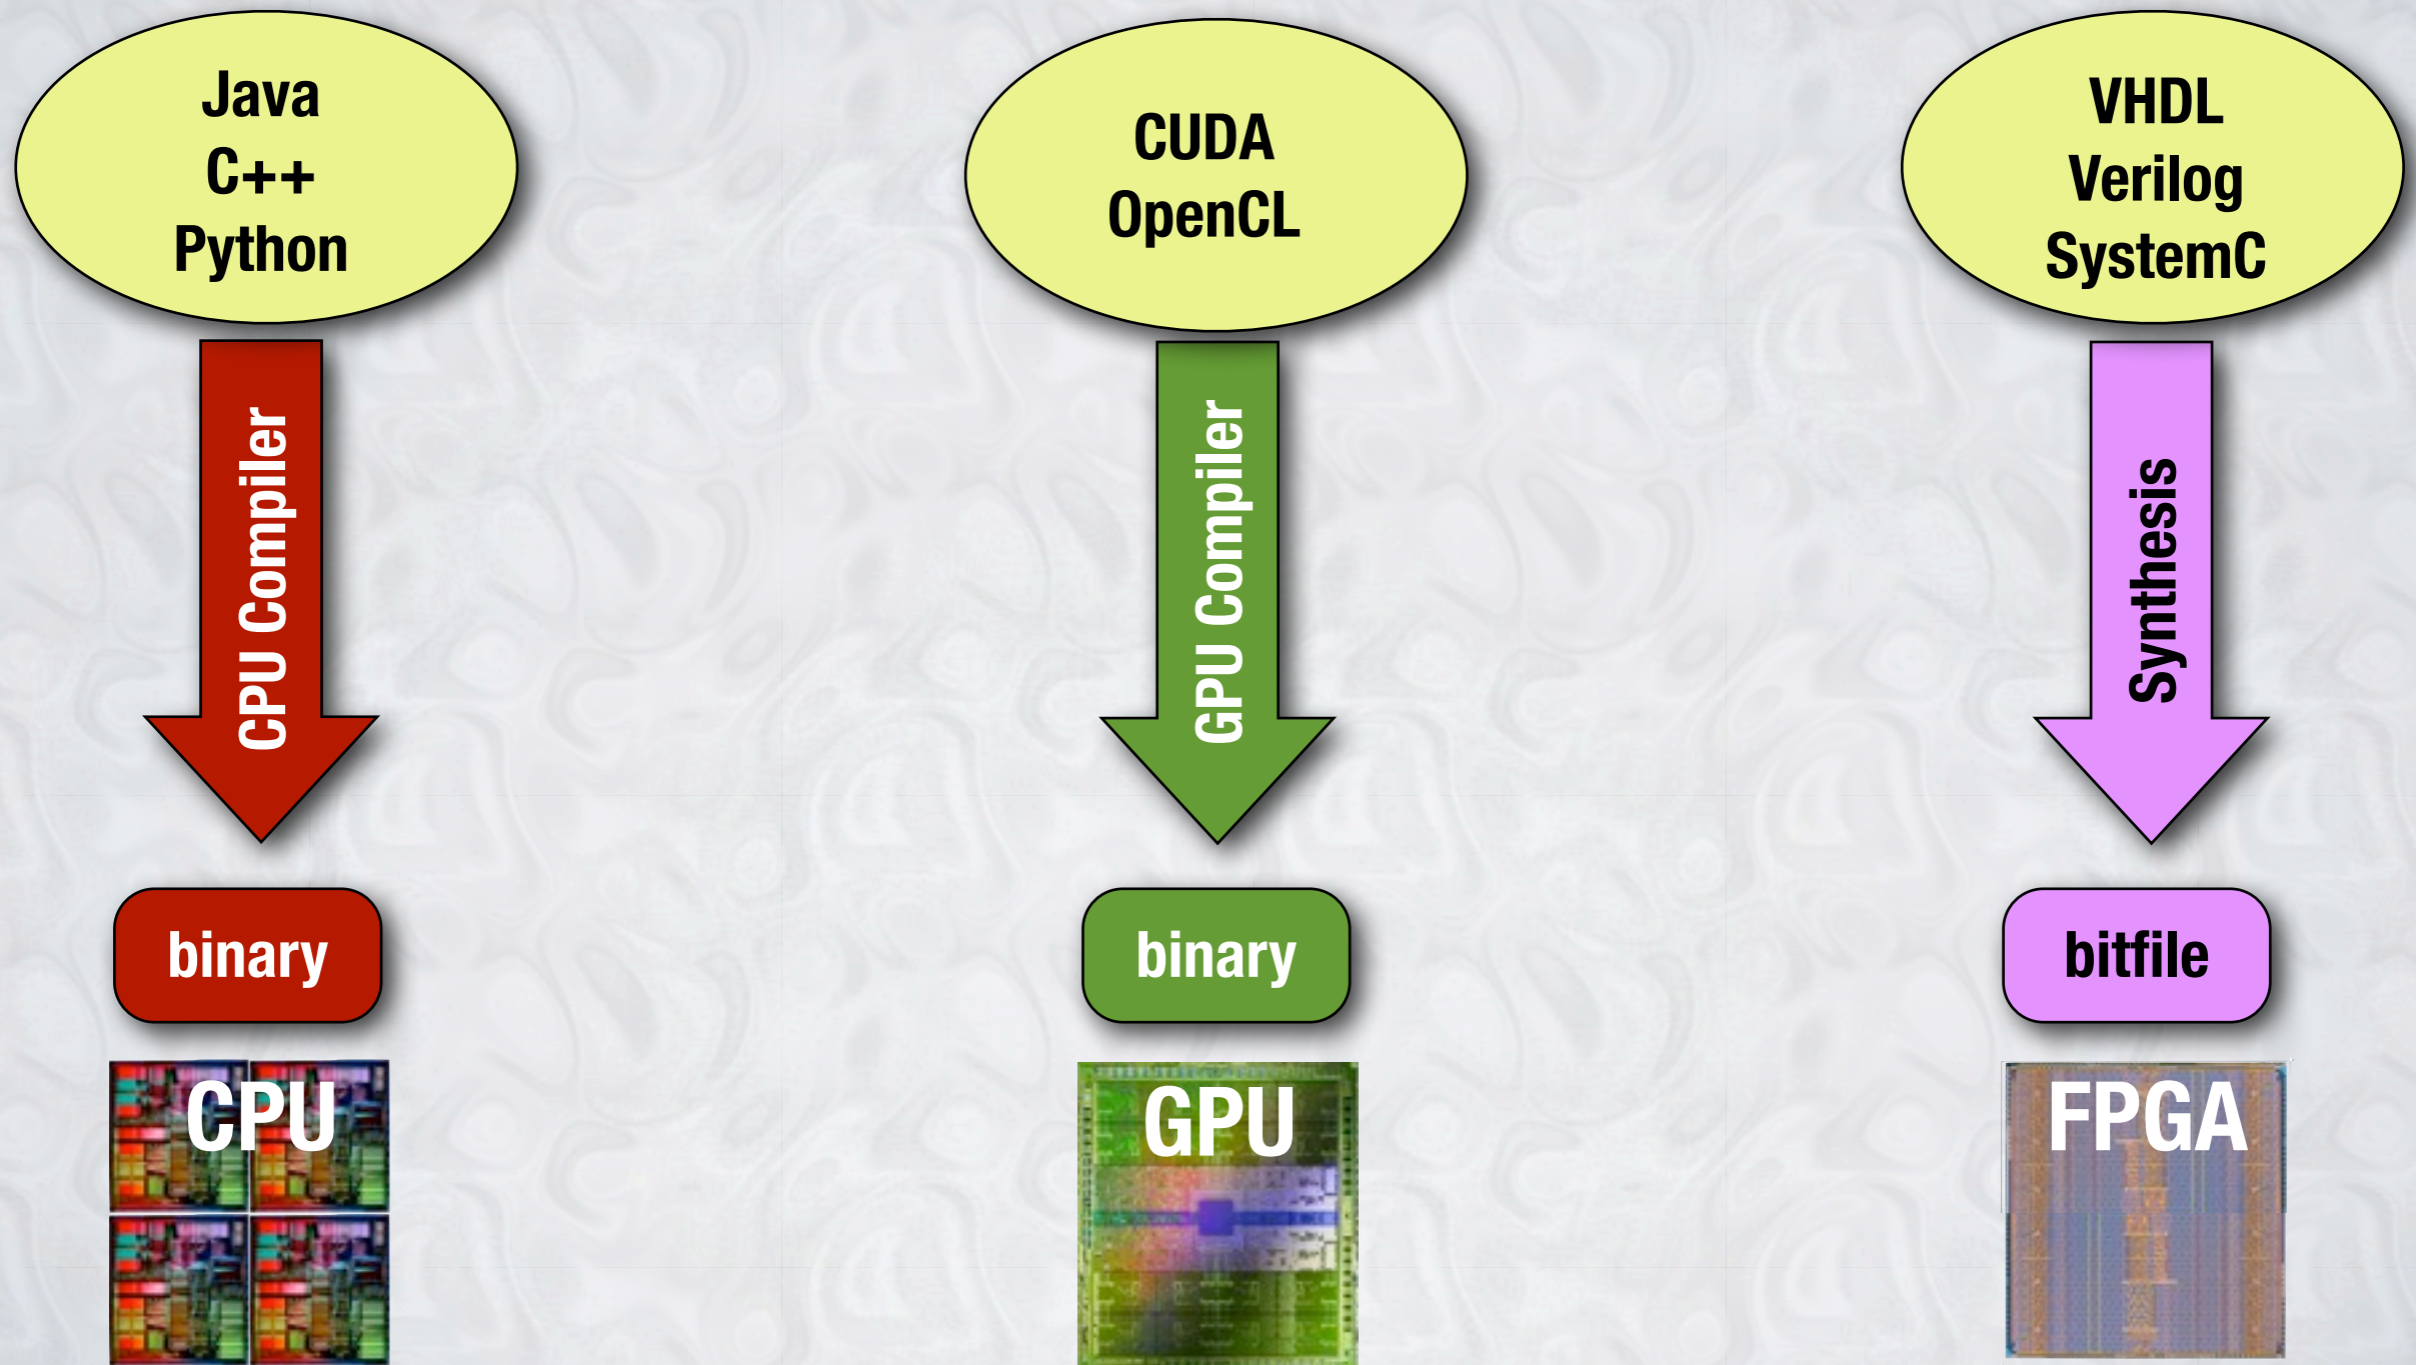 Java
C++
Python
CPU Compiler
binary
CPU
CUDA
OpenCL
GPU Compiler
binary
GPU
VHDL
Verilog
SystemC
Synthesis
bitfile
FPGA